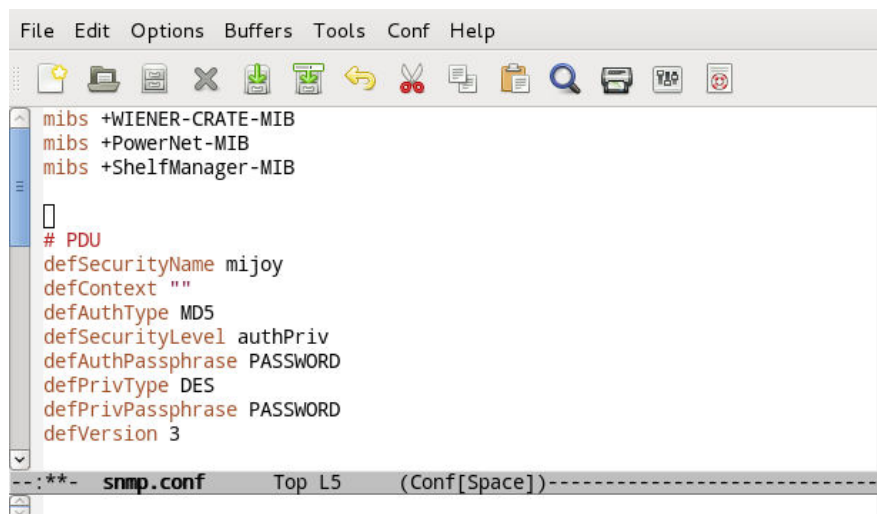 File Edit Options Buffers Tools Conf Help
mibs +WIENER-CRATE-MIB
mibs +PowerNet-MIB
mibs +ShelfManager-MIB
# PDU
defSecurityName mijoy
defContext ""
defAuthType MD5
defSecurityLevel authPriv
defAuthPassphrase PASSWORD
defPrivType DES
defPrivPassphrase PASSWORD
defVersion 3
--:**- snmp.conf Top L5 (Conf[Space])----------------------------